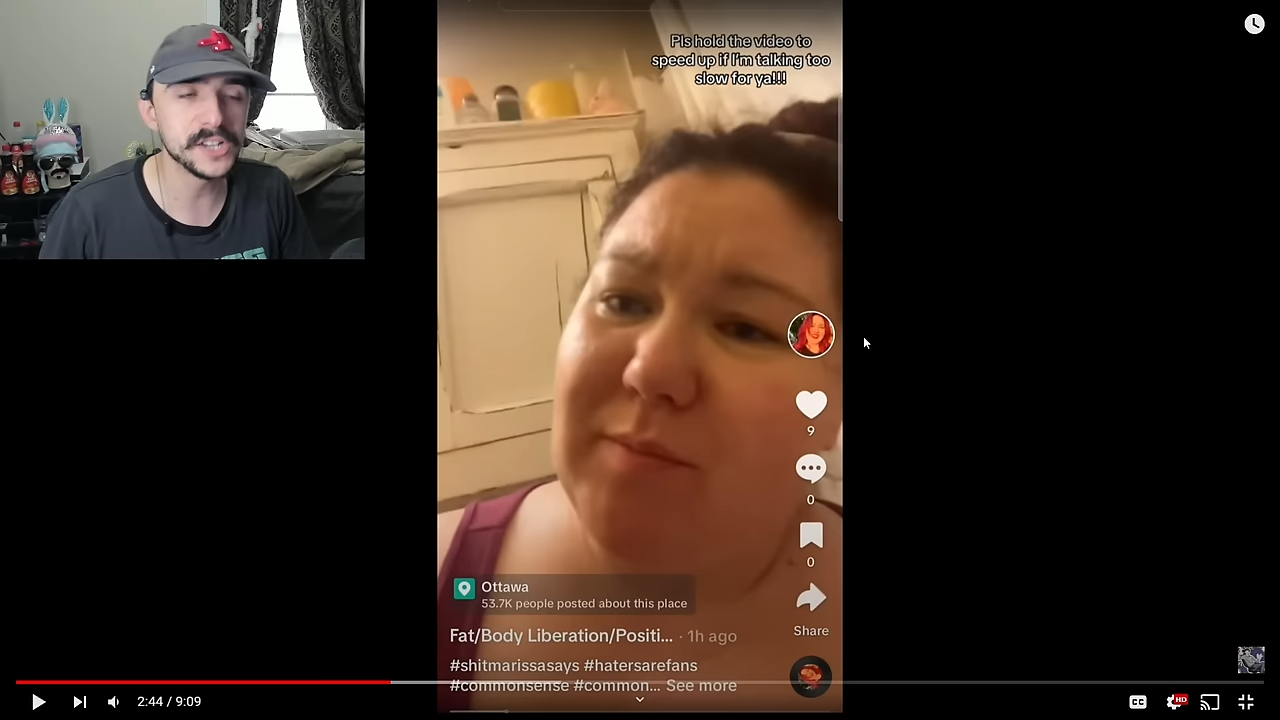 Pls hold the video to
speed up if I'm talking too
slow for ya!!!
9
0
0
Share
Ottawa
53.7K people posted about this place
Fat/Body Liberation/Positi... · 1h ago
#shitmarissasays #hatersarefans
#commonsense #common... See more
2:44 / 9:09
CC
HD